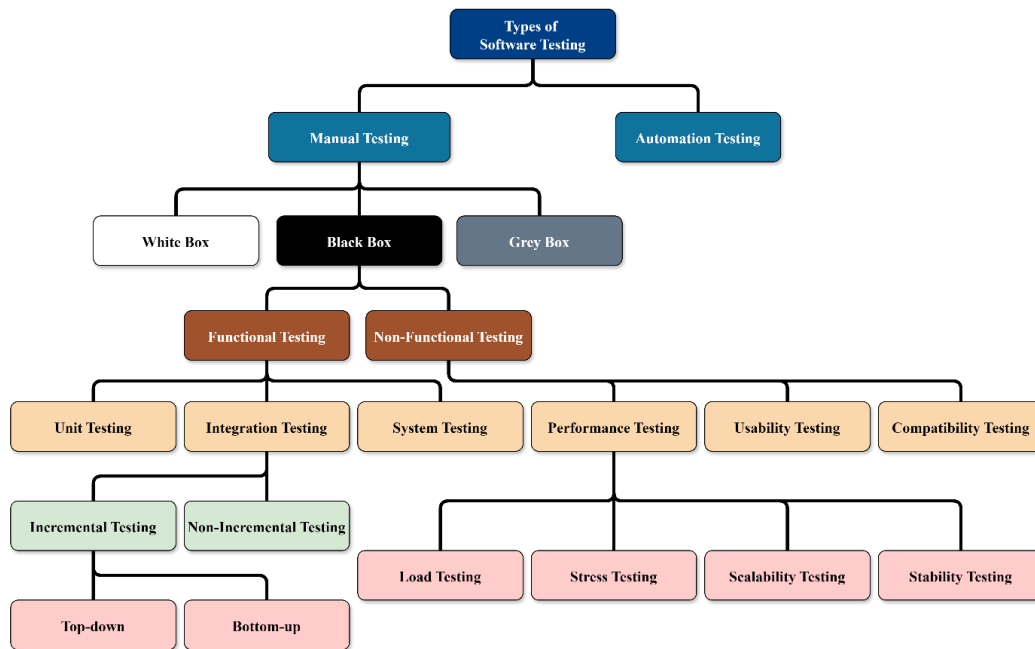 Types of
Software Testing
Manual Testing
Automation Testing
White Box
Black Box
Grey Box
Functional Testing
Non-Functional Testing
Unit Testing
Integration Testing
System Testing
Performance Testing
Usability Testing
Compatibility Testing
Incremental Testing
Non-Incremental Testing
Load Testing
Stress Testing
Scalability Testing
Stability Testing
Top-down
Bottom-up